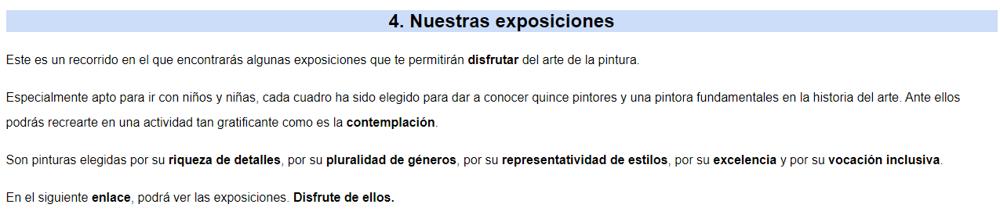 4. Nuestras exposiciones
Este es un recorrido en el que encontrarás algunas exposiciones que te permitirán disfrutar del arte de la pintura.
Especialmente apto para ir con niños y niñas, cada cuadro ha sido elegido para dar a conocer quince pintores y una pintora fundamentales en la historia del arte. Ante ellos
podrás recrearte en una actividad tan gratificante como es la contemplación.
Son pinturas elegidas por su riqueza de detalles, por su pluralidad de géneros, por su representatividad de estilos, por su excelencia y por su vocación inclusiva.
En el siguiente enlace, podrá ver las exposiciones. Disfrute de ellos.